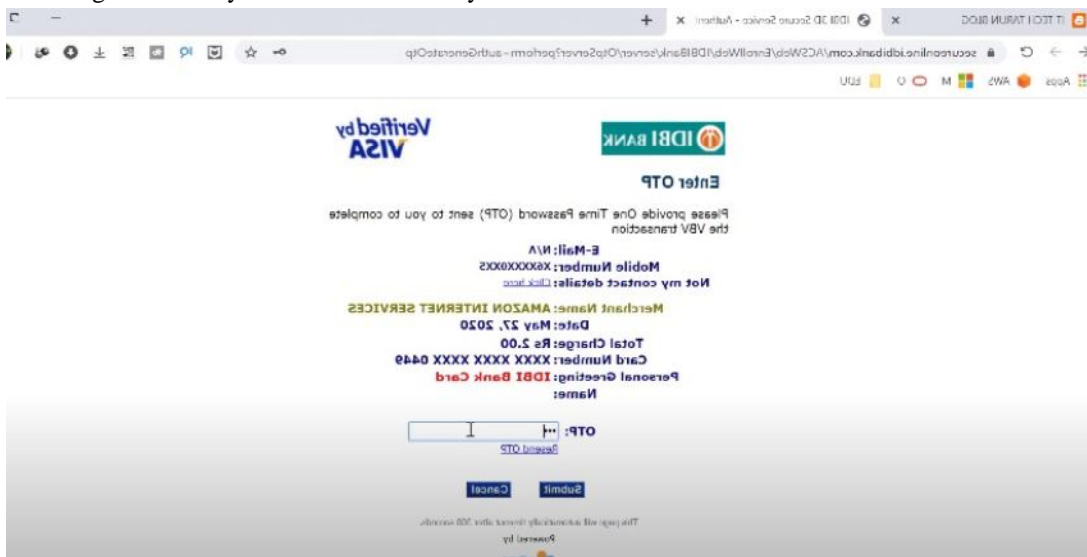 IT TECH TARUN BLOG
IDBI 3D Secure Service - Authent
secureonline.idbibank.com/ACSWeb/EnrollWeb/IDBIBank/server/OtpServer?perform=authGenerateOtp
Apps AWS M O EDU
IDBI BANK
Verified by
VISA
Enter OTP
Please provide One Time Password (OTP) sent to you to complete
the VBV transaction
E-Mail: N/A
Mobile Number: X6XXXX0XX5
Not my contact details: Click here
Merchant Name: AMAZON INTERNET SERVICES
Date: May 27, 2020
Total Charge: Rs 2.00
Card Number: XXXX XXXX XXXX 0449
Personal Greeting: IDBI Bank Card
Name:
OTP:
Resend OTP
Submit Cancel
This page will automatically timeout after 300 seconds.
Powered by